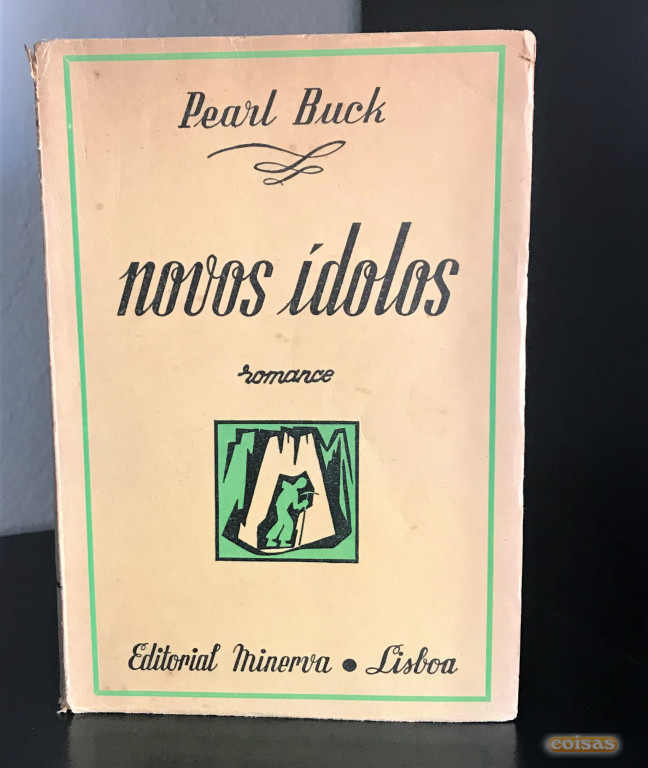 Pearl Buck
novos ídolos
romance
Editorial Minerva • Lisboa
coisas